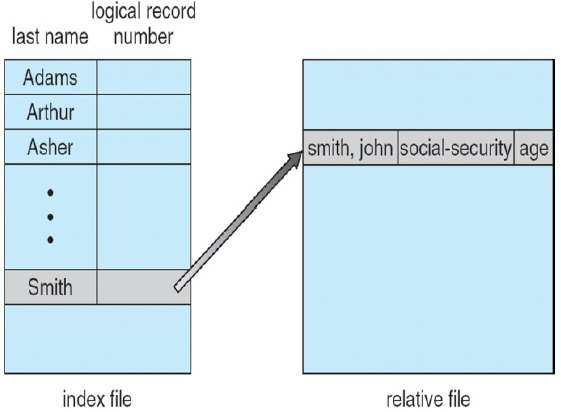 last name logical record number
Adams
Arthur
Asher
Smith
smith, john social-security age
index file
relative file